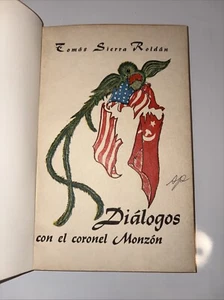 Tomás Sierra Roldán
Diálogos
con el coronel Monzón